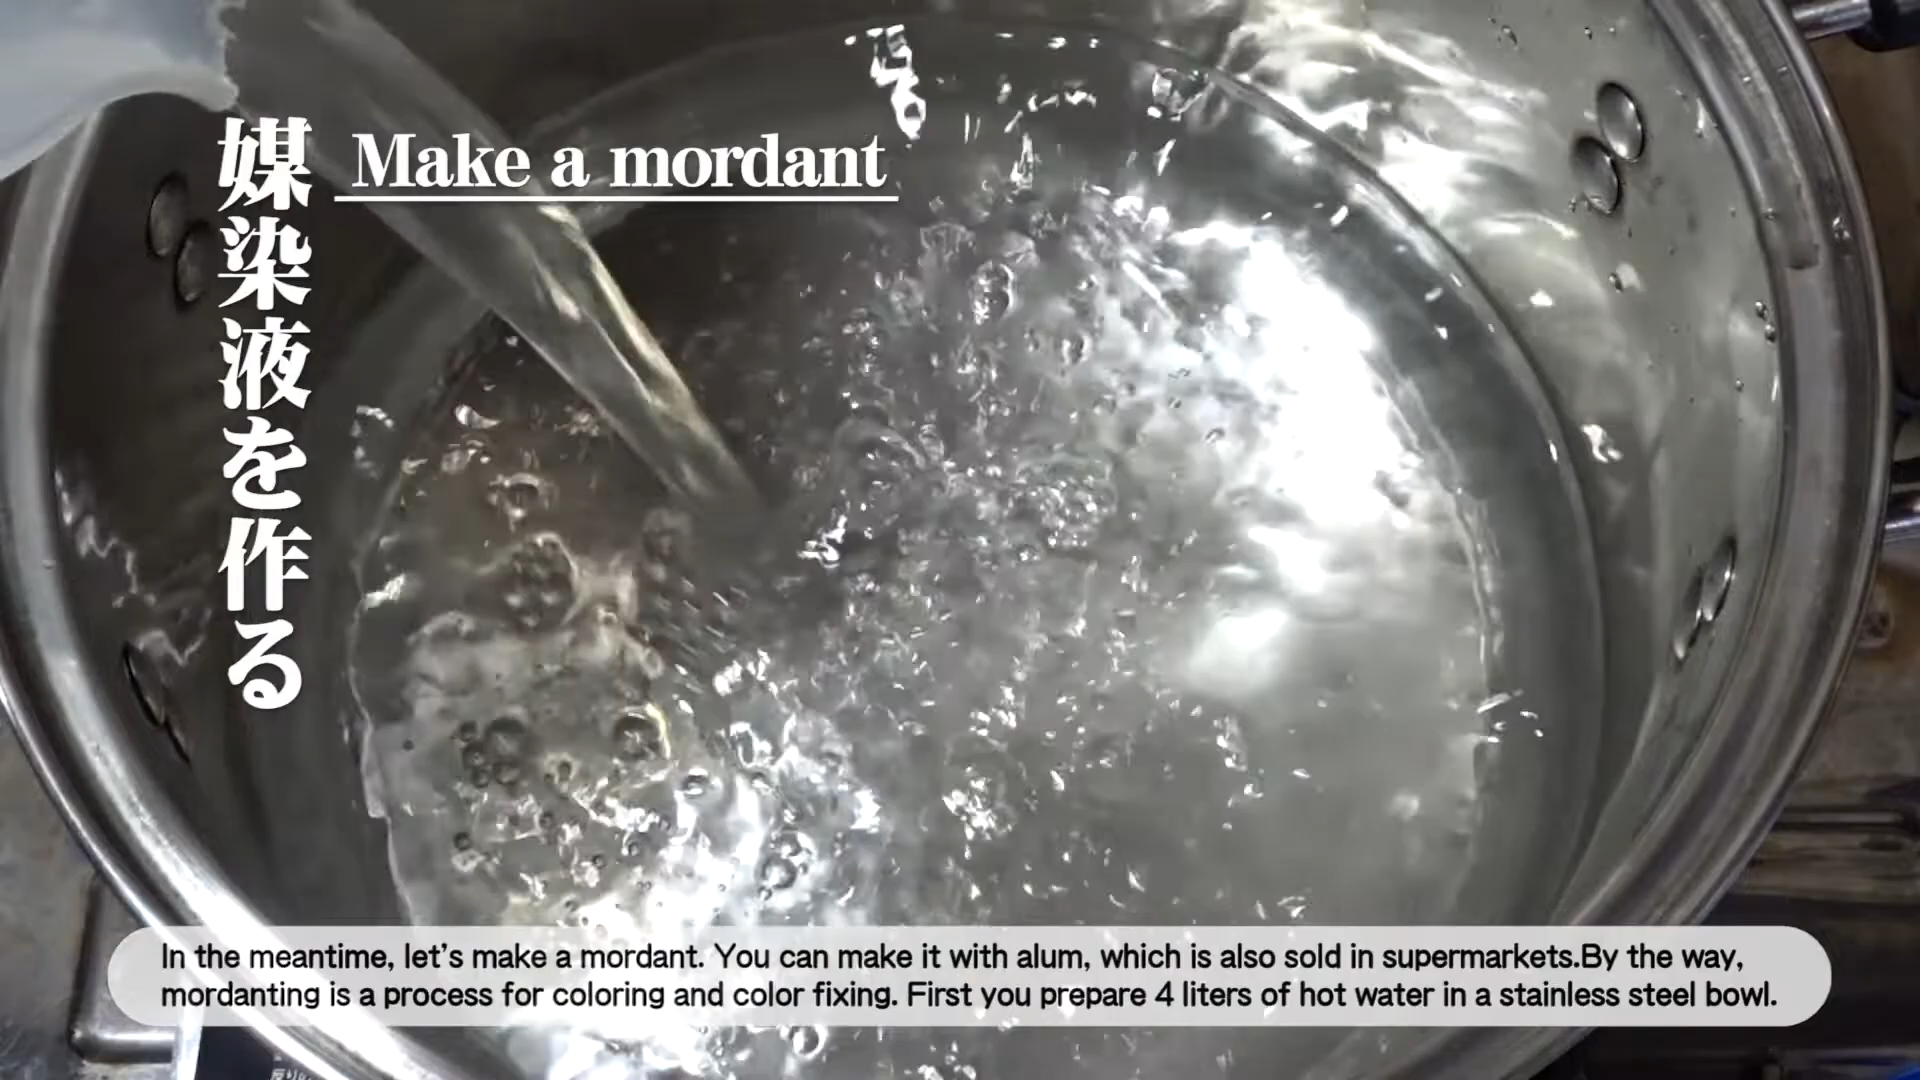 媒染液を作る
Make a mordant
In the meantime, let's make a mordant. You can make it with alum, which is also sold in supermarkets.By the way,
mordanting is a process for coloring and color fixing. First you prepare 4 liters of hot water in a stainless steel bowl.